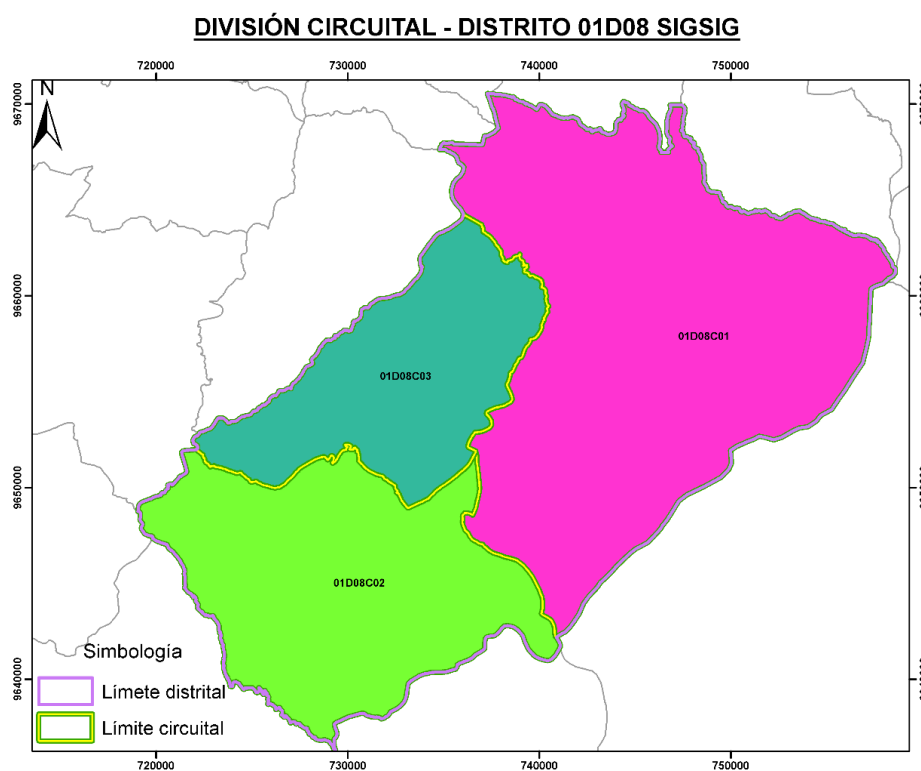 DIVISIÓN CIRCUITAL - DISTRITO 01D08 SIGSIG
720000 730000 740000 750000
N
9670000
9660000
01D08C01
01D08C03
9650000
01D08C02
Simbología
9640000
Límete distrital
Límite circuital
720000 730000 740000 750000